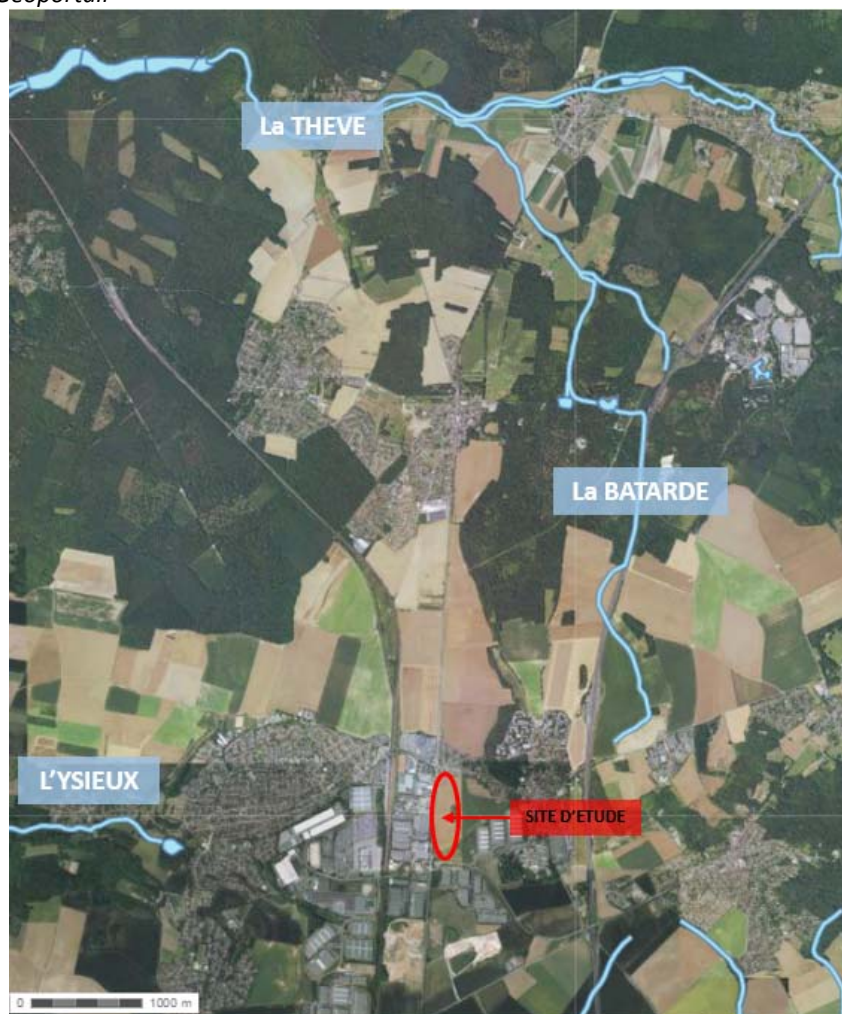 Géoportail
La THEVE
La BATARDE
L'YSIEUX
SITE D'ETUDE
0 1000 m